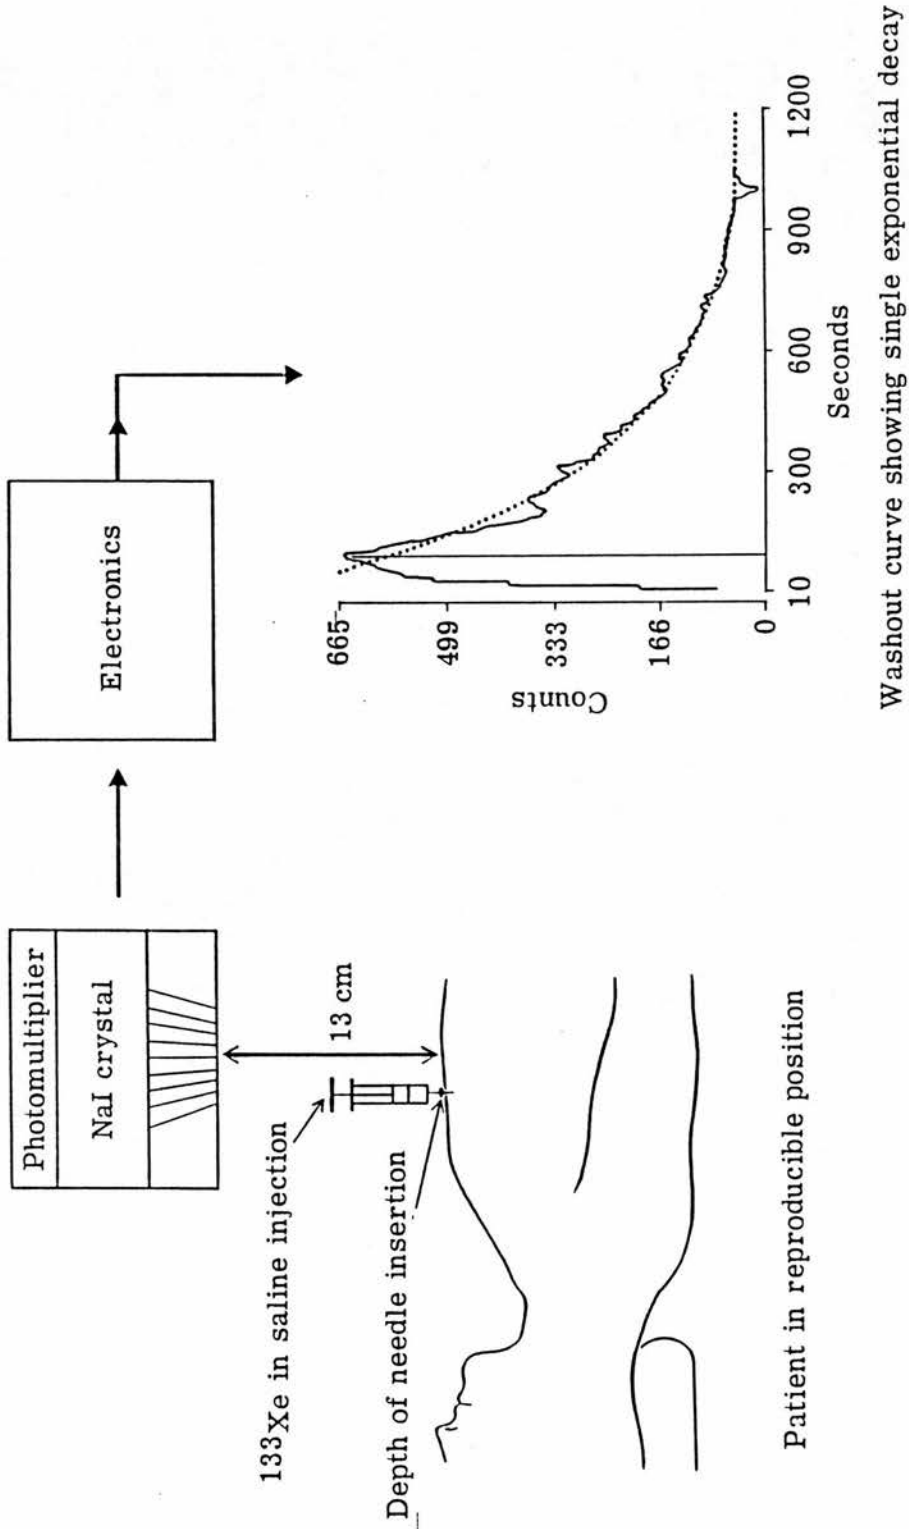 Photomultiplier
NaI crystal
Electronics
133Xe in saline injection
13 cm
Depth of needle insertion
Patient in reproducible position
Counts
665
499
333
166
0
10
300
600
900
1200
Seconds
Washout curve showing single exponential decay